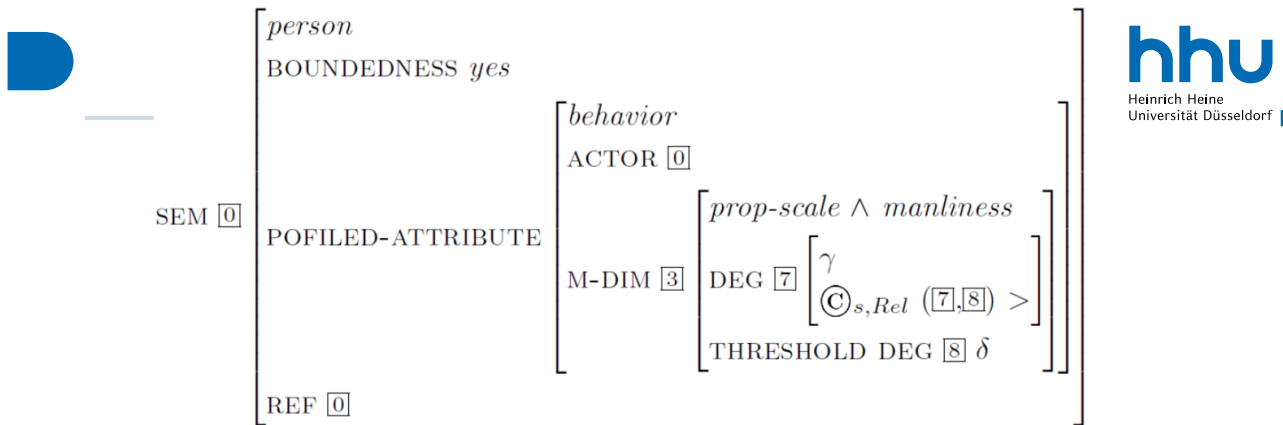 person
BOUNDEDNESS yes
hhu
Heinrich Heine
Universität Düsseldorf
behavior
ACTOR 0
prop-scale ∧ manliness
SEM 0
POFILED-ATTRIBUTE
M-DIM 3
DEG 7
γ
Ⓒs,Rel (7,8) >
THRESHOLD DEG 8 δ
REF 0